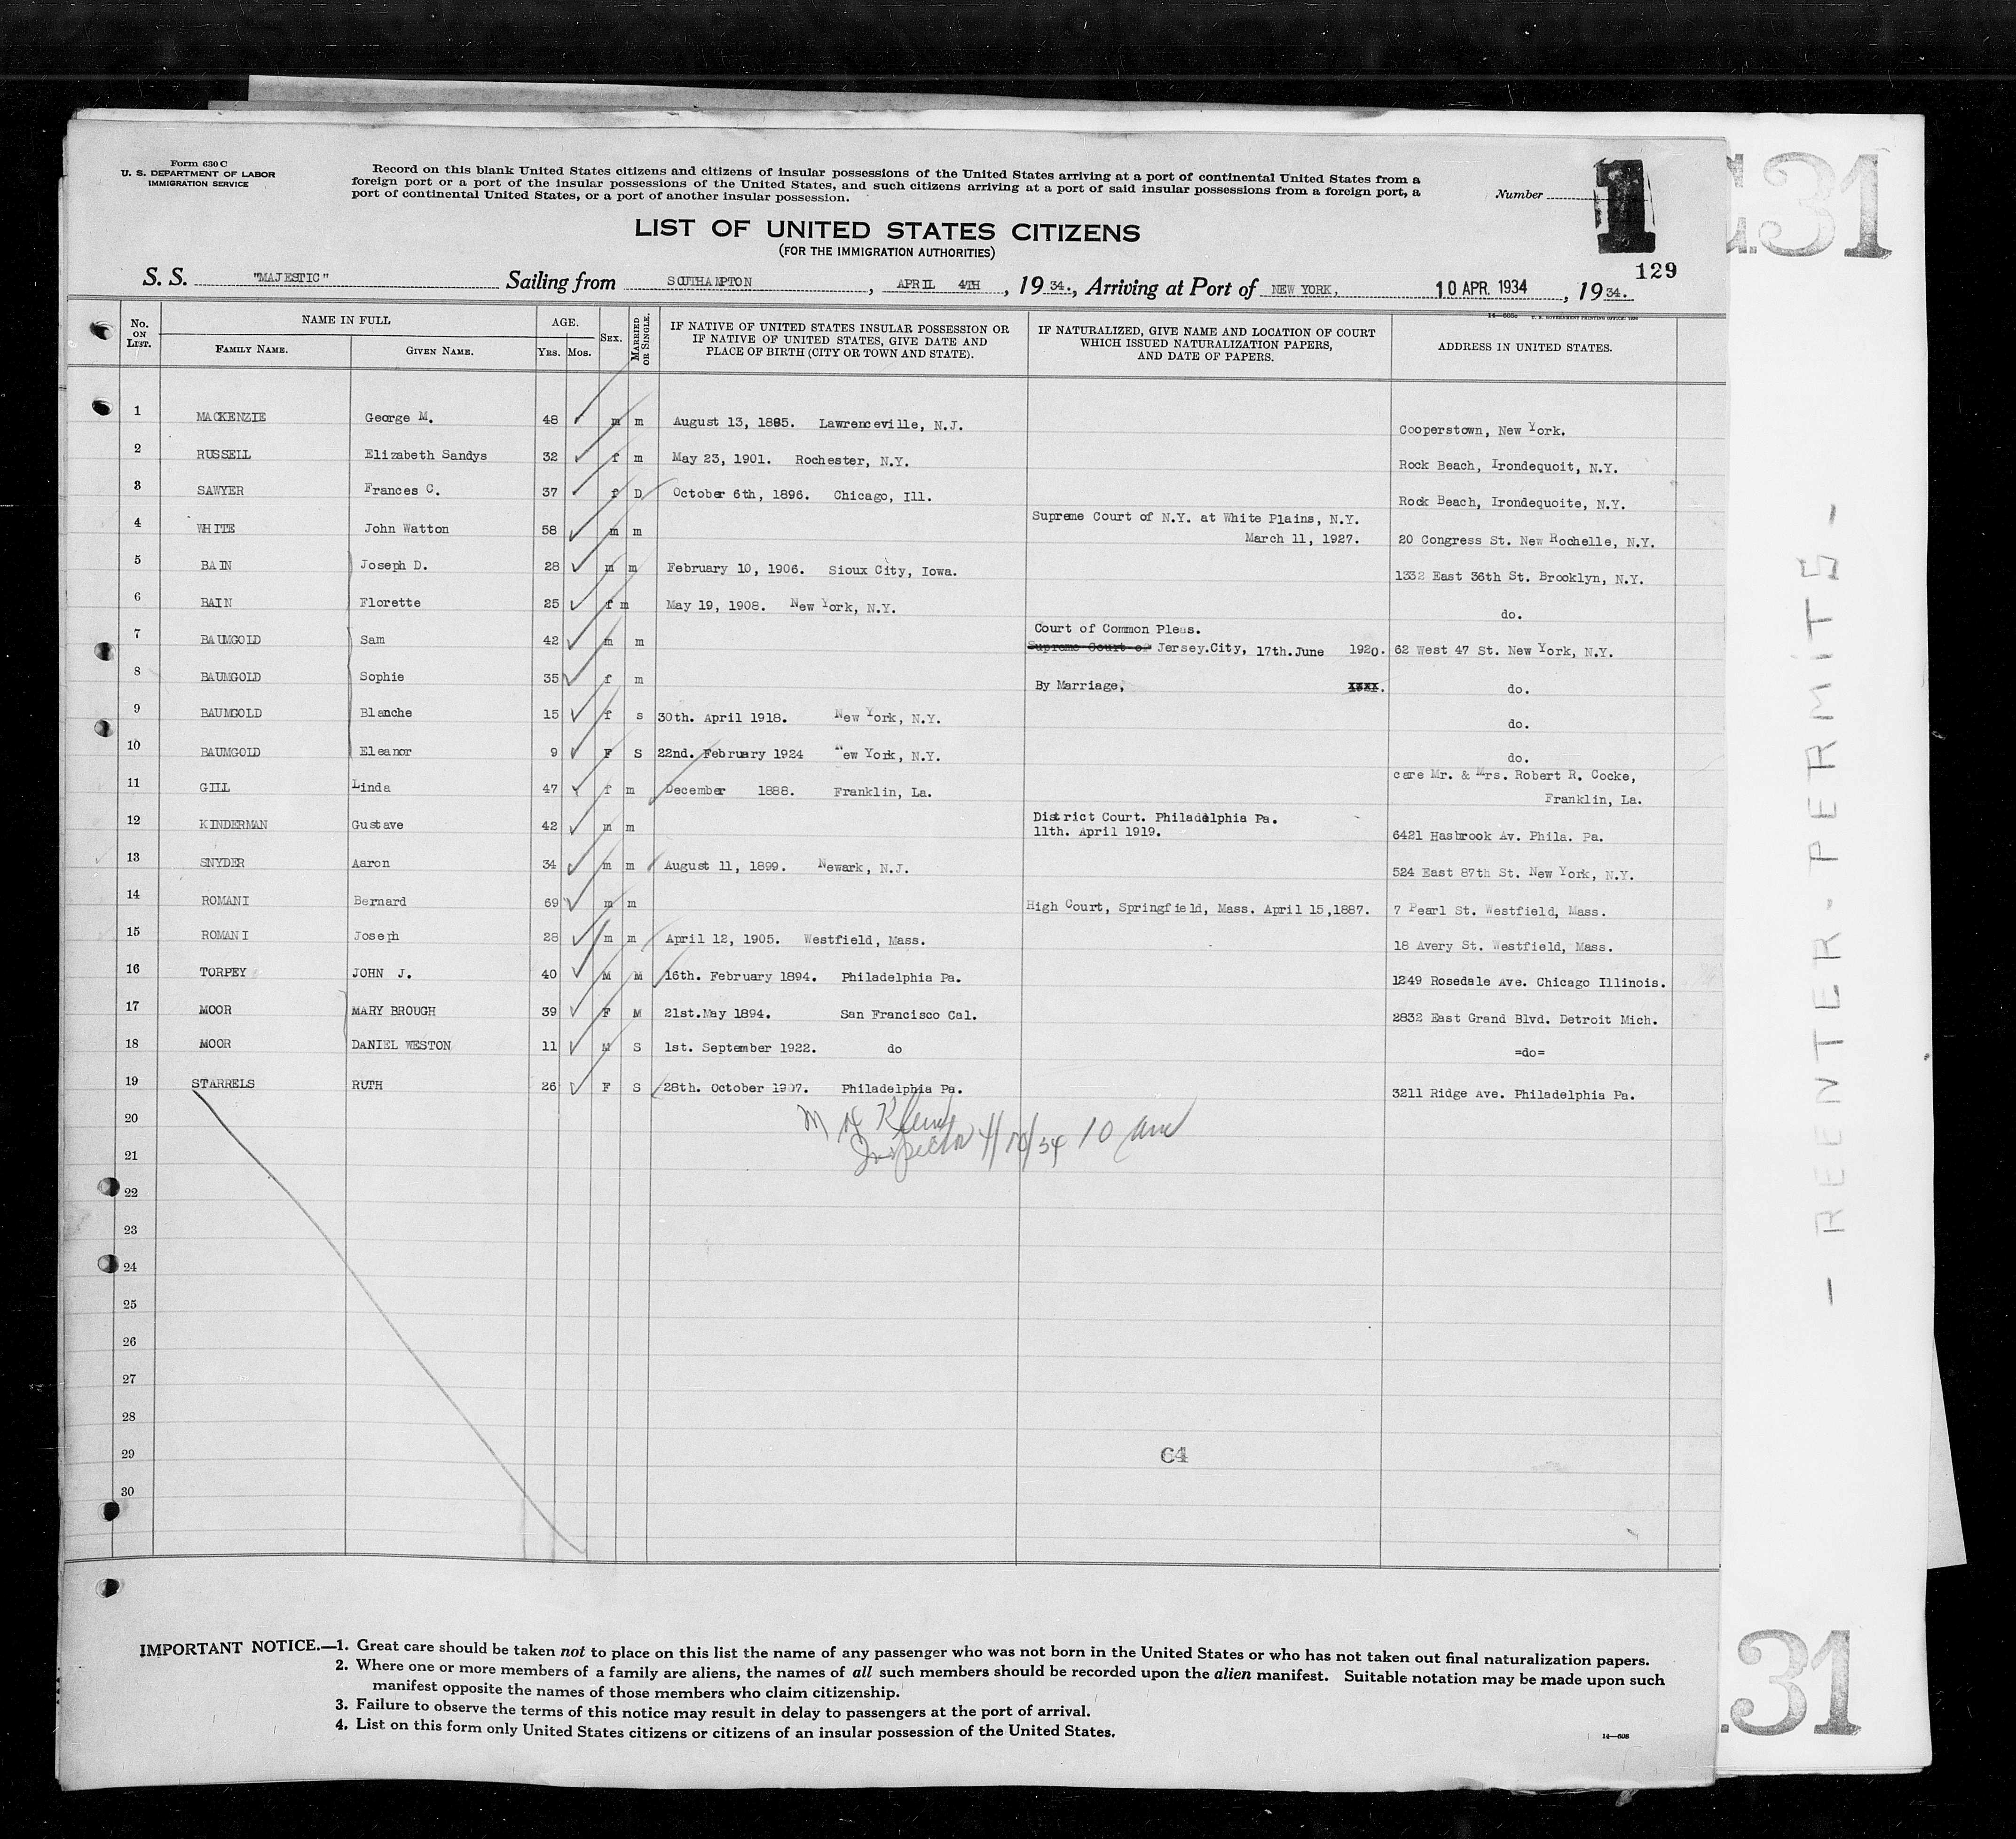 Form 630 C
U. S. DEPARTMENT OF LABOR
IMMIGRATION SERVICE
Record on this blank United States citizens and citizens of insular possessions of the United States arriving at a port of continental United States from a
foreign port or a port of the insular possessions of the United States, and such citizens arriving at a port of said insular possessions from a foreign port, a
port of continental United States, or a port of another insular possession.
Number 1
LIST OF UNITED STATES CITIZENS
(FOR THE IMMIGRATION AUTHORITIES)
129
S. S. "MAJESTIC" Sailing from SOUTHAMPTON, APRIL 4TH, 19 34., Arriving at Port of NEW YORK, 10 APR. 1934, 19 34.
No. ON LIST. NAME IN FULL FAMILY NAME. GIVEN NAME. AGE. YRS. MOS. SEX. MARRIED OR SINGLE. IF NATIVE OF UNITED STATES INSULAR POSSESSION OR IF NATIVE OF UNITED STATES, GIVE DATE AND PLACE OF BIRTH (CITY OR TOWN AND STATE). IF NATURALIZED, GIVE NAME AND LOCATION OF COURT WHICH ISSUED NATURALIZATION PAPERS, AND DATE OF PAPERS. ADDRESS IN UNITED STATES.
1 MACKENZIE George M. 48 m m August 13, 1885. Lawrenceville, N.J. Cooperstown, New York.
2 RUSSELL Elizabeth Sandys 32 f m May 23, 1901. Rochester, N.Y. Rock Beach, Irondequoit, N.Y.
3 SAWYER Frances C. 37 f D October 6th, 1896. Chicago, Ill. Rock Beach, Irondequoite, N.Y.
4 WHITE John Watton 58 m m Supreme Court of N.Y. at White Plains, N.Y.
March 11, 1927. 20 Congress St. New Rochelle, N.Y.
5 BAIN Joseph D. 28 m m February 10, 1906. Sioux City, Iowa. 1332 East 36th St. Brooklyn, N.Y.
6 BAIN Florette 25 f m May 19, 1908. New York, N.Y. do.
Court of Common Pleas.
7 BAUMGOLD Sam 42 m m Supreme Court of Jersey.City, 17th.June 1920. 62 West 47 St. New York, N.Y.
8 BAUMGOLD Sophie 35 f m By Marriage, do.
9 BAUMGOLD Blanche 15 f s 30th. April 1918. New York, N.Y. do.
10 BAUMGOLD Eleanor 9 F S 22nd. February 1924 New York, N.Y. do.
11 GILL Linda 47 f m December 1888. Franklin, La. care Mr. & Mrs. Robert R. Cocke,
Franklin, La.
12 KINDERMAN Gustave 42 m m District Court. Philadelphia Pa.
11th. April 1919. 6421 Hasbrook Av. Phila. Pa.
13 SNYDER Aaron 34 m m August 11, 1899. Newark, N.J. 524 East 87th St. New York, N.Y.
14 ROMANI Bernard 69 m m High Court, Springfield, Mass. April 15,1887. 7 Pearl St. Westfield, Mass.
15 ROMANI Joseph 28 m m April 12, 1905. Westfield, Mass. 18 Avery St. Westfield, Mass.
16 TORPEY JOHN J. 40 M M 16th. February 1894. Philadelphia Pa. 1249 Rosedale Ave. Chicago Illinois.
17 MOOR MARY BROUGH 39 F M 21st.May 1894. San Francisco Cal. 2832 East Grand Blvd. Detroit Mich.
18 MOOR DANIEL WESTON 11 M S 1st. September 1922. do =do=
19 STARRELS RUTH 26 F S 28th. October 1907. Philadelphia Pa. 3211 Ridge Ave. Philadelphia Pa.
20
Inspector 4/10/34 10 am
21
22
23
24
25
26
27
28
29 C4
30
IMPORTANT NOTICE.—1. Great care should be taken not to place on this list the name of any passenger who was not born in the United States or who has not taken out final naturalization papers.
2. Where one or more members of a family are aliens, the names of all such members should be recorded upon the alien manifest. Suitable notation may be made upon such
manifest opposite the names of those members who claim citizenship.
3. Failure to observe the terms of this notice may result in delay to passengers at the port of arrival.
4. List on this form only United States citizens or citizens of an insular possession of the United States.
31
- REENTER-PERMITS -
31